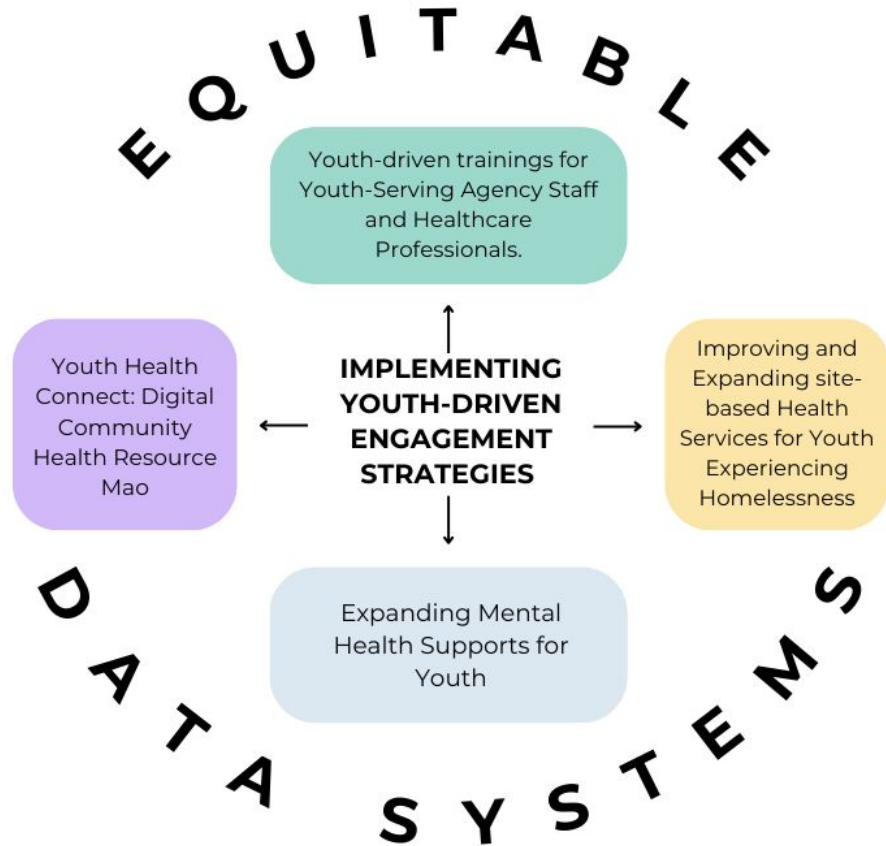 EQUITABLE
Youth-driven trainings for
Youth-Serving Agency Staff
and Healthcare
Professionals.
Youth Health
Connect: Digital
Community
Health Resource
Mao
IMPLEMENTING
YOUTH-DRIVEN
ENGAGEMENT
STRATEGIES
Improving and
Expanding site-
based Health
Services for Youth
Experiencing
Homelessness
Expanding Mental
Health Supports for
Youth
DATA SYSTEMS